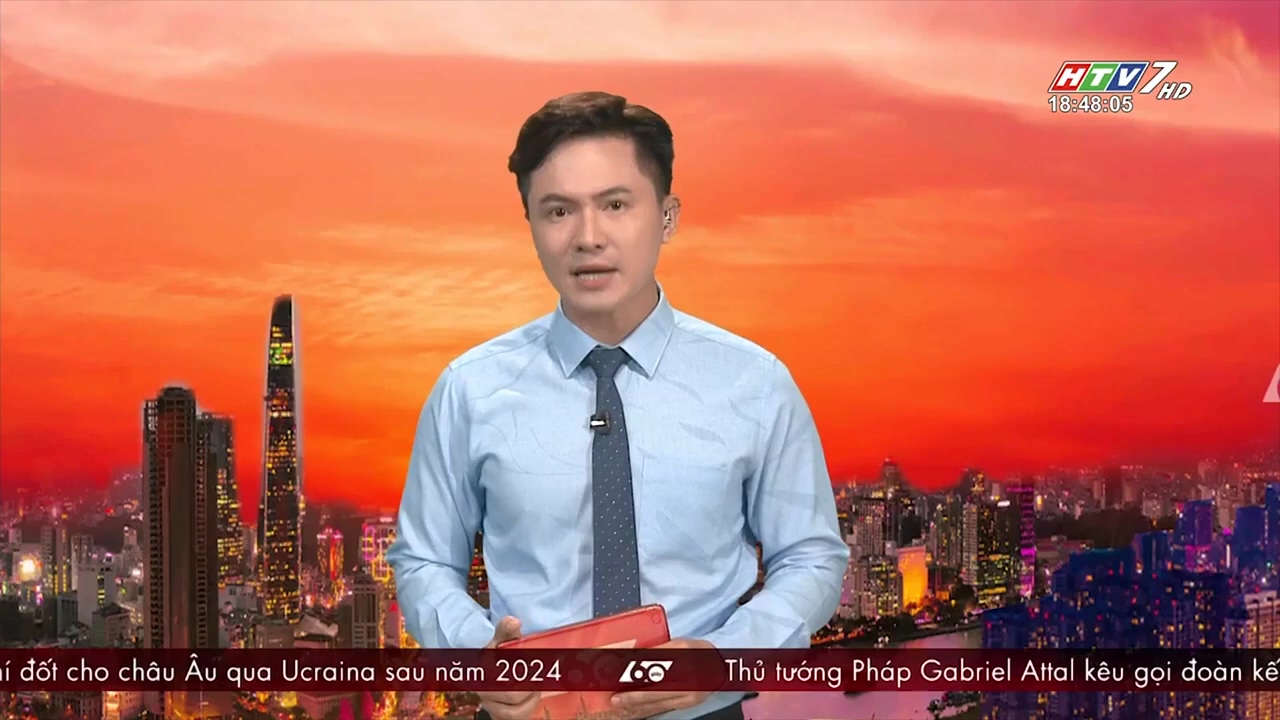 HTV7 HD
18:48:05
đốt cho châu Âu qua Ucraina sau năm 2024
60
Thủ tướng Pháp Gabriel Attal kêu gọi đoàn kế